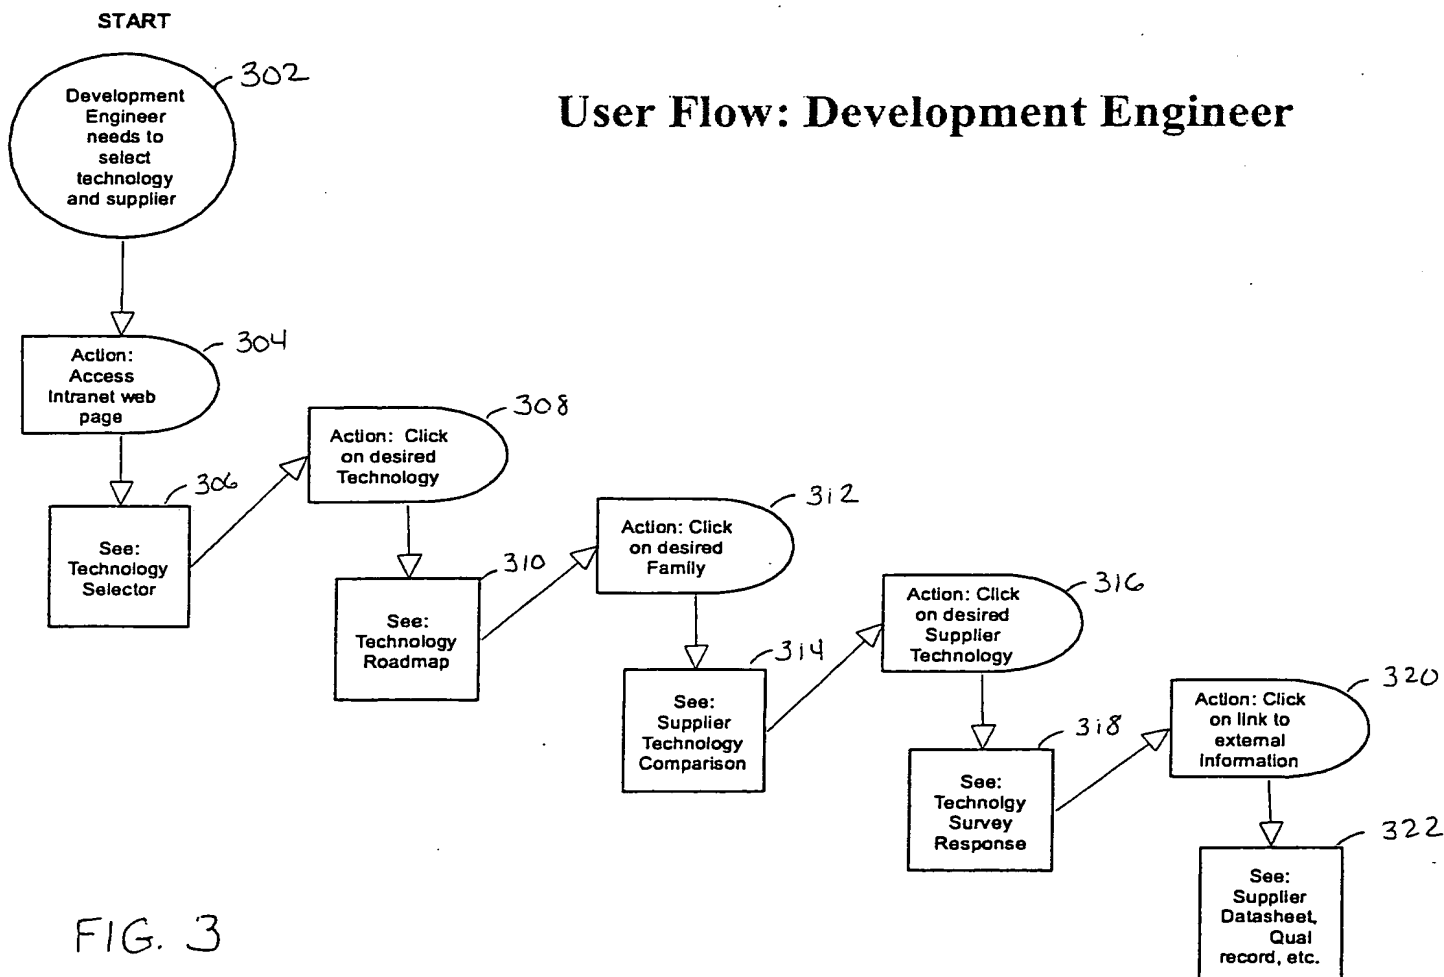 START
302
Development
Engineer
needs to
select
technology
and supplier
User Flow: Development Engineer
304
Action:
Access
Intranet web
page
306
See:
Technology
Selector
308
Action: Click
on desired
Technology
310
See:
Technology
Roadmap
312
Action: Click
on desired
Family
314
See:
Supplier
Technology
Comparison
316
Action: Click
on desired
Supplier
Technology
318
See:
Technolgy
Survey
Response
320
Action: Click
on link to
external
Information
322
See:
Supplier
Datasheet,
Qual
record, etc.
FIG. 3